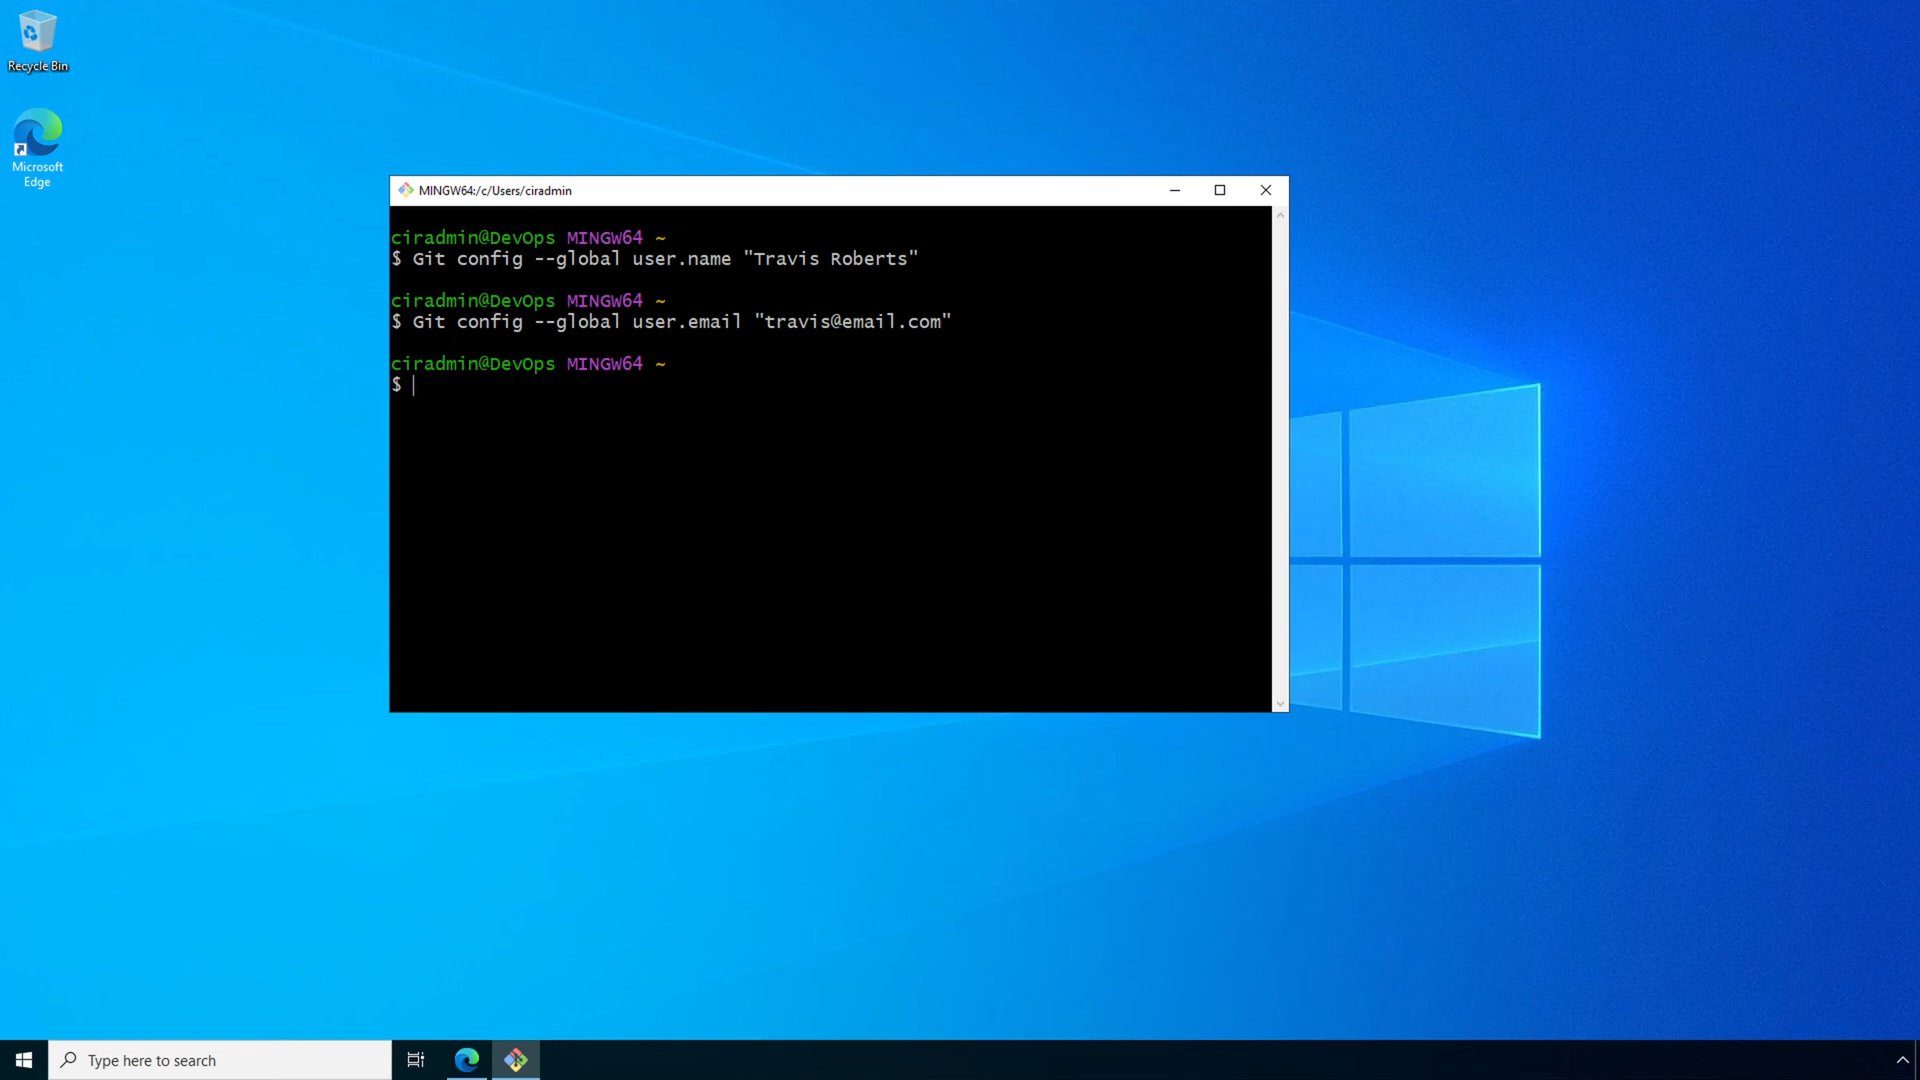 Recycle Bin
Microsoft
Edge
MINGW64:/c/Users/ciradmin
ciradmin@DevOps MINGW64 ~
$ Git config --global user.name "Travis Roberts"
ciradmin@DevOps MINGW64 ~
$ Git config --global user.email "travis@email.com"
ciradmin@DevOps MINGW64 ~
$
Type here to search